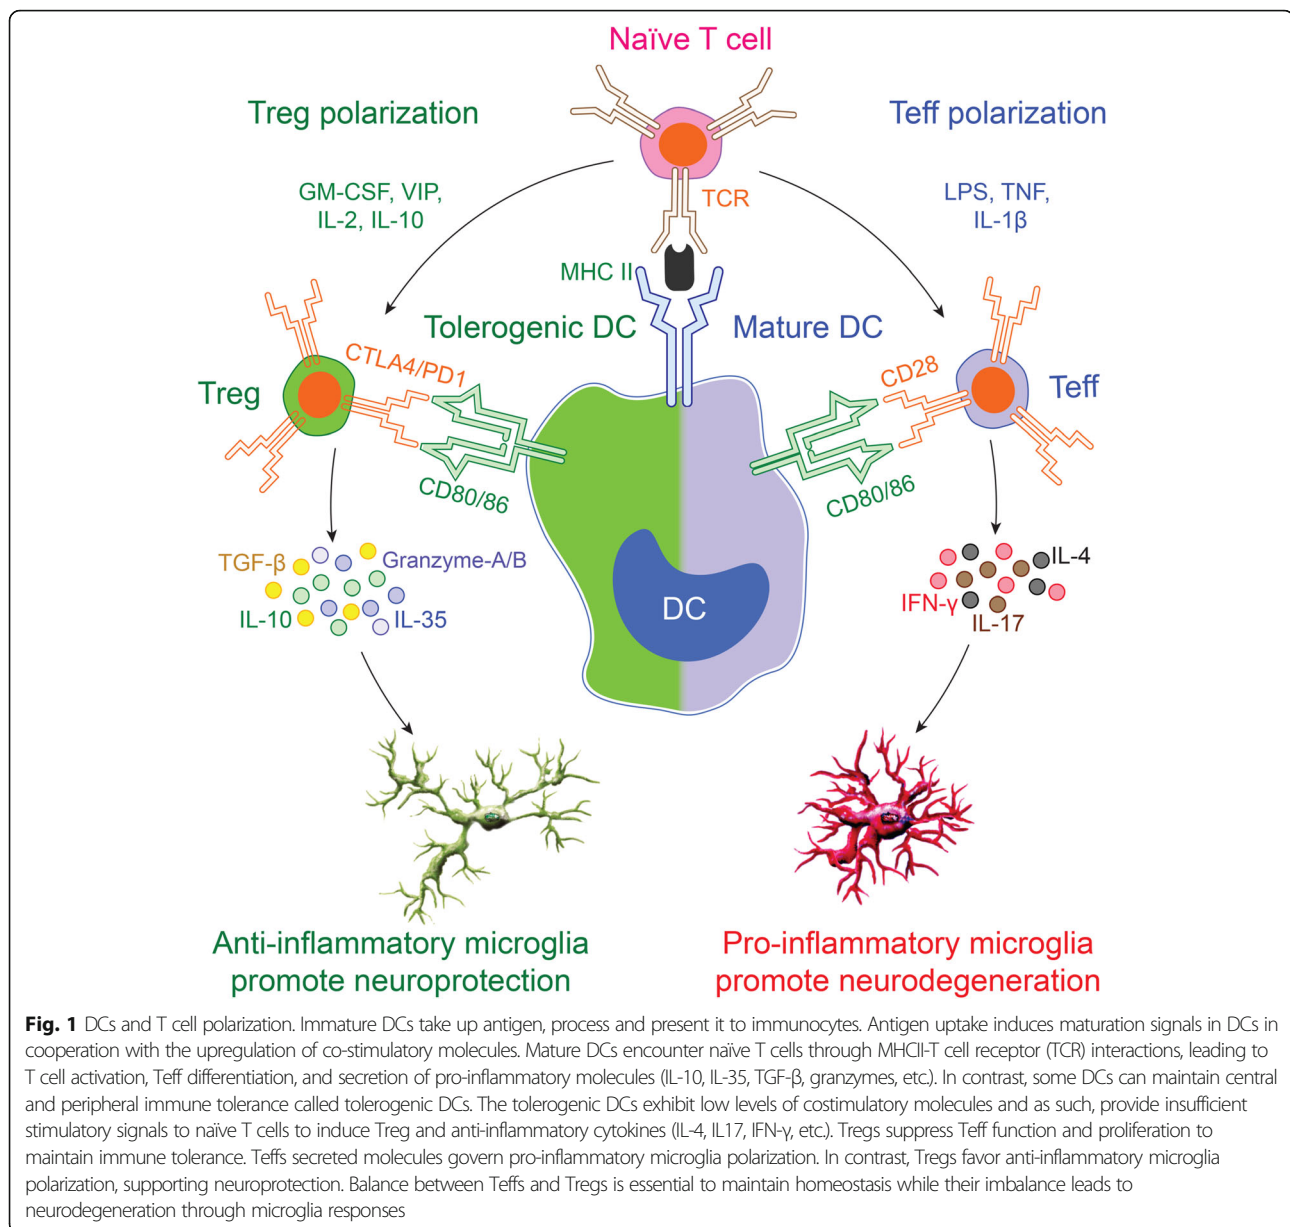 Naïve T cell
Treg polarization
Teff polarization
GM-CSF, VIP,
IL-2, IL-10
TCR
LPS, TNF,
IL-1β
MHC II
Tolerogenic DC
Mature DC
CTLA4/PD1
CD28
Treg
Teff
CD80/86
CD80/86
TGF-β
Granzyme-A/B
IL-4
IL-10
IL-35
DC
IFN-γ
IL-17
Anti-inflammatory microglia
promote neuroprotection
Pro-inflammatory microglia
promote neurodegeneration
Fig. 1 DCs and T cell polarization. Immature DCs take up antigen, process and present it to immunocytes. Antigen uptake induces maturation signals in DCs in
cooperation with the upregulation of co-stimulatory molecules. Mature DCs encounter naïve T cells through MHCII-T cell receptor (TCR) interactions, leading to
T cell activation, Teff differentiation, and secretion of pro-inflammatory molecules (IL-10, IL-35, TGF-β, granzymes, etc.). In contrast, some DCs can maintain central
and peripheral immune tolerance called tolerogenic DCs. The tolerogenic DCs exhibit low levels of costimulatory molecules and as such, provide insufficient
stimulatory signals to naïve T cells to induce Treg and anti-inflammatory cytokines (IL-4, IL17, IFN-γ, etc.). Tregs suppress Teff function and proliferation to
maintain immune tolerance. Teffs secreted molecules govern pro-inflammatory microglia polarization. In contrast, Tregs favor anti-inflammatory microglia
polarization, supporting neuroprotection. Balance between Teffs and Tregs is essential to maintain homeostasis while their imbalance leads to
neurodegeneration through microglia responses